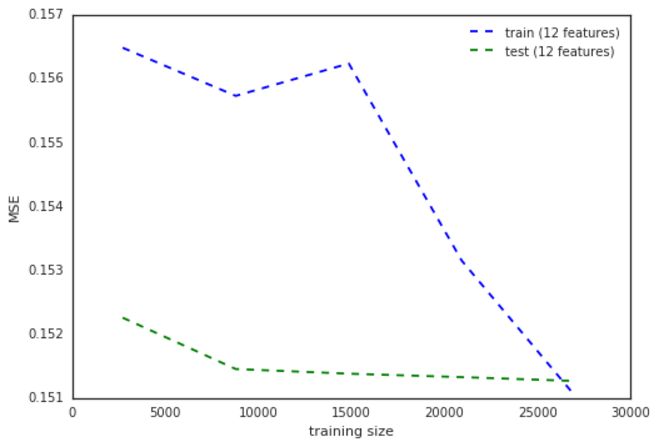 0.157
0.156
0.155
0.154
0.153
0.152
0.151
MSE
train (12 features)
test (12 features)
0 5000 10000 15000 20000 25000 30000
training size